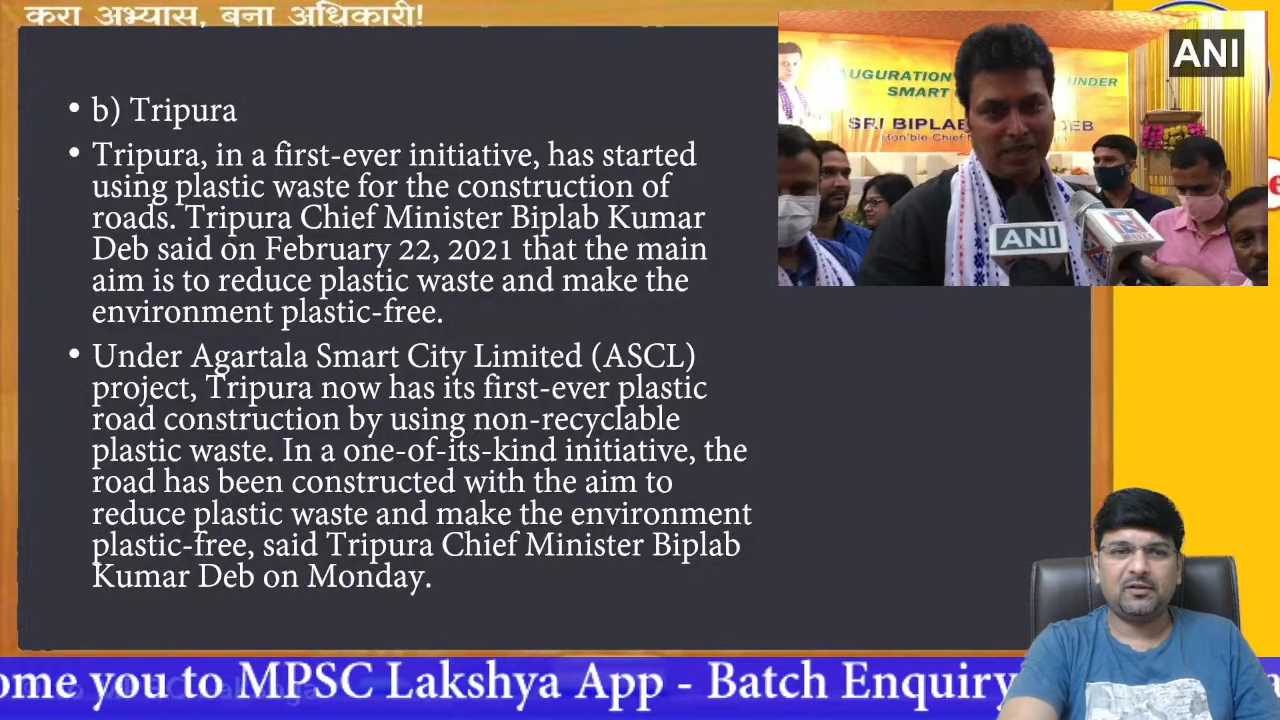 करा अभ्यास, बना अधिकारी!
• b) Tripura
• Tripura, in a first-ever initiative, has started
using plastic waste for the construction of
roads. Tripura Chief Minister Biplab Kumar
Deb said on February 22, 2021 that the main
aim is to reduce plastic waste and make the
environment plastic-free.
• Under Agartala Smart City Limited (ASCL)
project, Tripura now has its first-ever plastic
road construction by using non-recyclable
plastic waste. In a one-of-its-kind initiative, the
road has been constructed with the aim to
reduce plastic waste and make the environment
plastic-free, said Tripura Chief Minister Biplab
Kumar Deb on Monday.
ANI
AUGURATION UNDER
SMART
SRI BIPLAB DEB
Hon'ble Chief
ANI
ome you to MPSC Lakshya App - Batch Enquiry